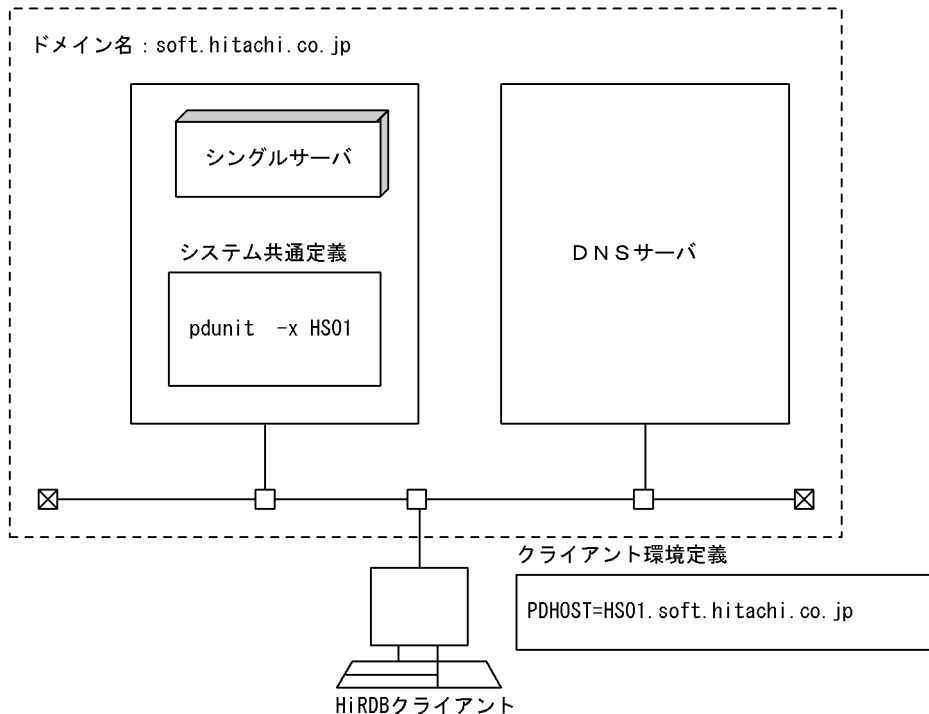 ドメイン名：soft.hitachi.co.jp
シングルサーバ
システム共通定義
pdunit -x HS01
ＤＮＳサーバ
クライアント環境定義
PDHOST=HS01.soft.hitachi.co.jp
HiRDBクライアント